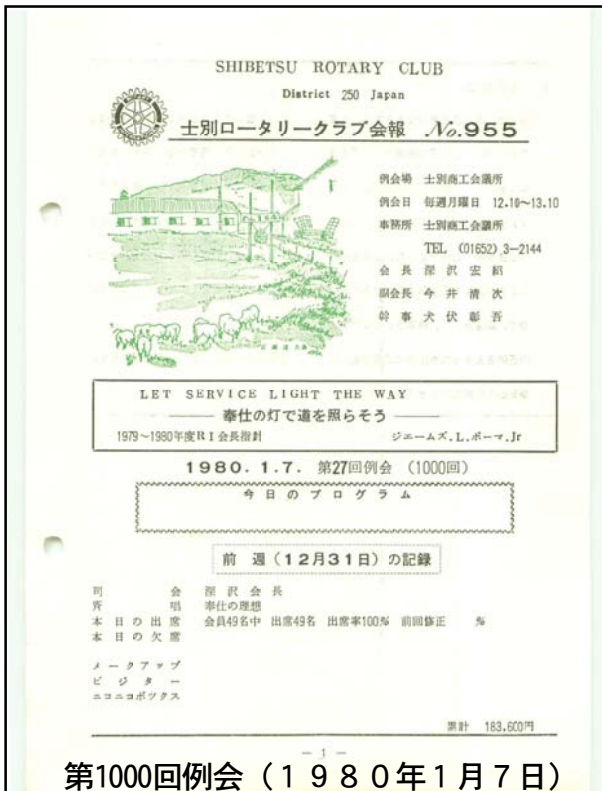 SHIBETSU ROTARY CLUB
District 250 Japan
士別ロータリークラブ会報 No.955
例会場 士別商工会議所
例会日 毎週月曜日 12.10~13.10
事務所 士別商工会議所
TEL (01652) 3-2144
会長 深沢宏昭
副会長 今井清次
幹事 犬伏彰吾
LET SERVICE LIGHT THE WAY
―― 奉仕の灯で道を照らそう ――
1979~1980年度RI会長指針 ジエームズ.L.ボーマ.Jr
1980.1.7. 第27回例会 (1000回)
今日のプログラム
前週(12月31日)の記録
司会 深沢会長
斉唱 奉仕の理想
本日の出席 会員49名中 出席49名 出席率100% 前回修正 %
本日の欠席
メークアップ
ビジター
ニコニコボックス
累計 183,600円
- 1 -
第1000回例会(1980年1月7日)